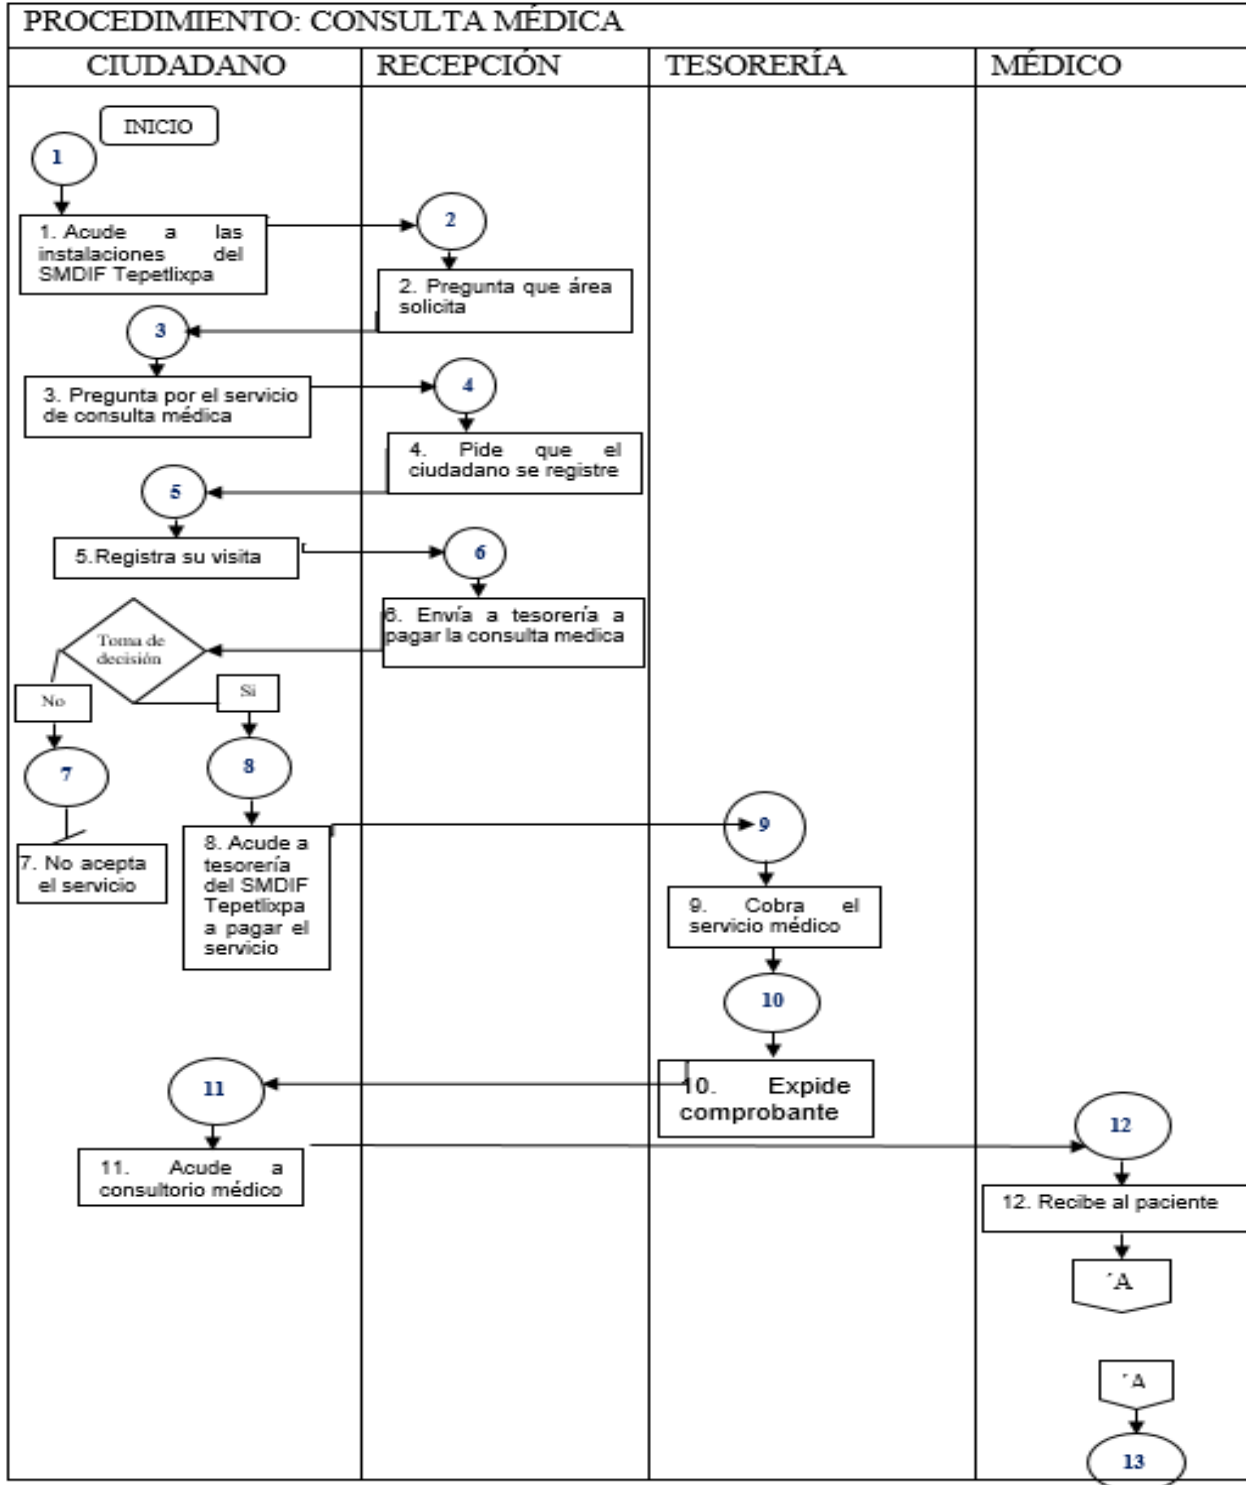 PROCEDIMIENTO: CONSULTA MÉDICA
CIUDADANO
RECEPCIÓN
TESORERÍA
MÉDICO
INICIO
1
1. Acude a las
instalaciones del
SMDIF Tepetlixpa
2
2. Pregunta que área
solicita
3
3. Pregunta por el servicio
de consulta médica
4
4. Pide que el
ciudadano se registre
5
5.Registra su visita
6
6. Envía a tesorería a
pagar la consulta medica
Toma de
decisión
No
Si
7
7. No acepta
el servicio
8
8. Acude a
tesorería
del SMDIF
Tepetlixpa
a pagar el
servicio
9
9. Cobra el
servicio médico
10
10. Expide
comprobante
11
11. Acude a
consultorio médico
12
12. Recibe al paciente
´A
´A
13